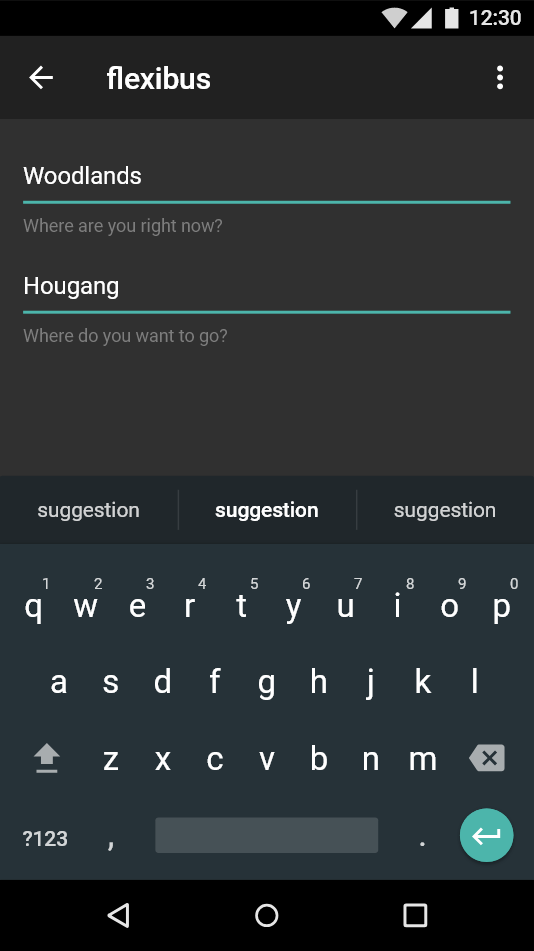 12:30
flexibus
Woodlands
Where are you right now?
Hougang
Where do you want to go?
suggestion suggestion suggestion
1 2 3 4 5 6 7 8 9 0
q w e r t y u i o p
a s d f g h j k l
z x c v b n m
?123 , .